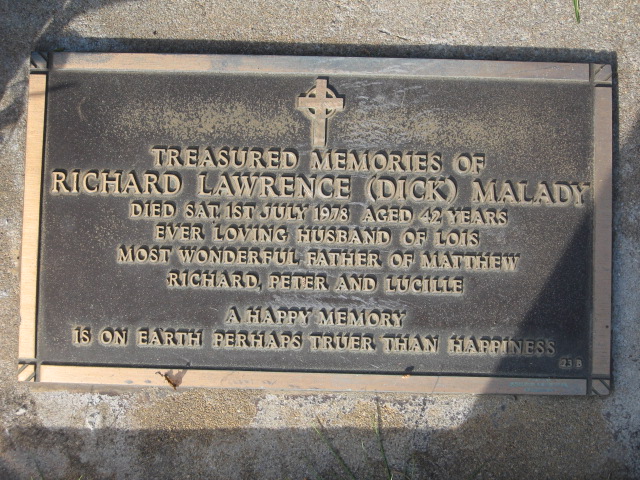 TREASURED MEMORIES OF
RICHARD LAWRENCE (DICK) MALADY
DIED SAT. 1ST JULY 1978 AGED 42 YEARS
EVER LOVING HUSBAND OF LOIS
MOST WONDERFUL FATHER OF MATTHEW
RICHARD, PETER AND LUCILLE
A HAPPY MEMORY
IS ON EARTH PERHAPS TRUER THAN HAPPINESS